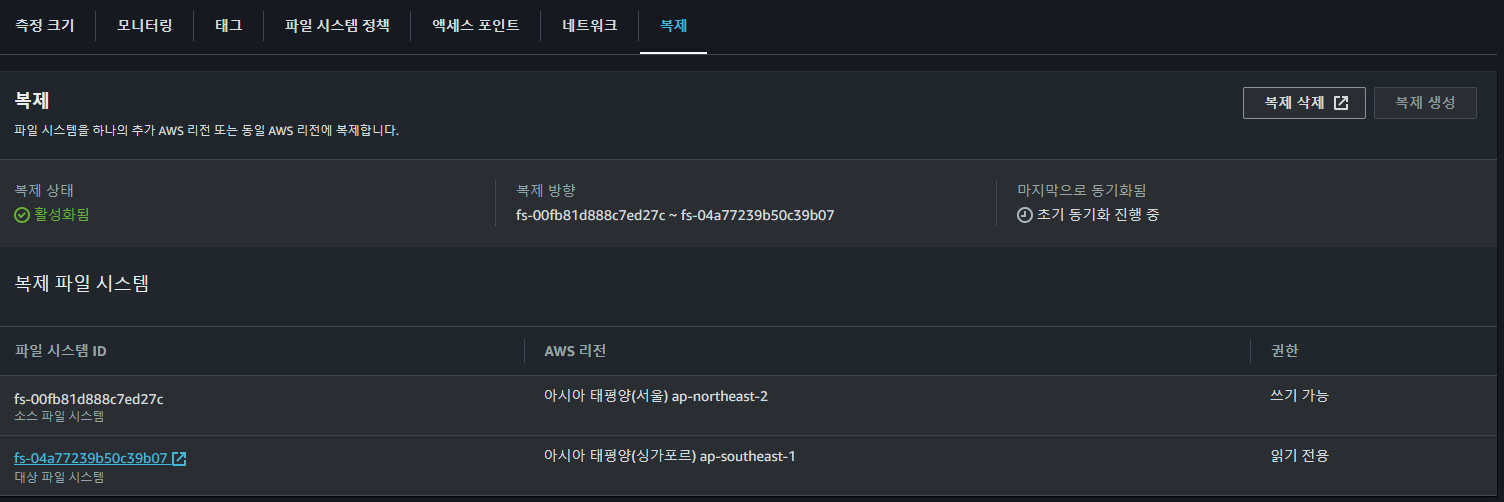 측정 크기 모니터링 태그 파일 시스템 정책 액세스 포인트 네트워크 복제
복제
복제 삭제 복제 생성
파일 시스템을 하나의 추가 AWS 리전 또는 동일 AWS 리전에 복제합니다.
복제 상태 복제 방향 마지막으로 동기화됨
활성화됨 fs-00fb81d888c7ed27c ~ fs-04a77239b50c39b07 초기 동기화 진행 중
복제 파일 시스템
파일 시스템 ID AWS 리전 권한
fs-00fb81d888c7ed27c 아시아 태평양(서울) ap-northeast-2 쓰기 가능
소스 파일 시스템
fs-04a77239b50c39b07 아시아 태평양(싱가포르) ap-southeast-1 읽기 전용
대상 파일 시스템